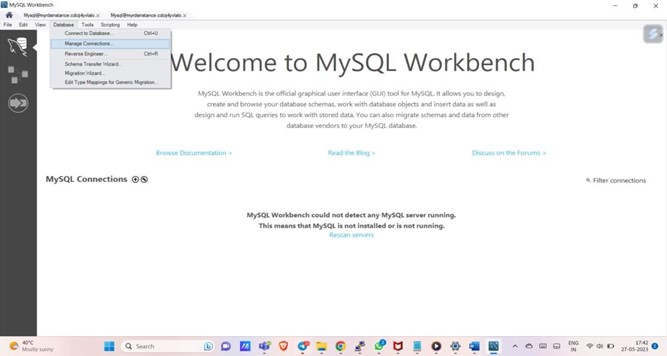 MySQL Workbench
File Edit View Database Tools Scripting Help
Connect to Database... Ctrl+U
Manage Connections...
Reverse Engineer... Ctrl+R
Schema Transfer Wizard...
Migration Wizard...
Edit Type Mappings for Generic Migration...
Welcome to MySQL Workbench
MySQL Workbench is the official graphical user interface (GUI) tool for MySQL. It allows you to design,
create and browse your database schemas, work with database objects and insert data as well as
design and run SQL queries to work with stored data. You can also migrate schemas and data from other
database vendors to your MySQL database.
Browse Documentation > Read the Blog > Discuss on the Forums >
MySQL Connections Filter connections
MySQL Workbench could not detect any MySQL server running.
This means that MySQL is not installed or is not running.
Rescan servers
40°C
Mostly sunny
Search
ENG
IN
17:42
27-05-2023